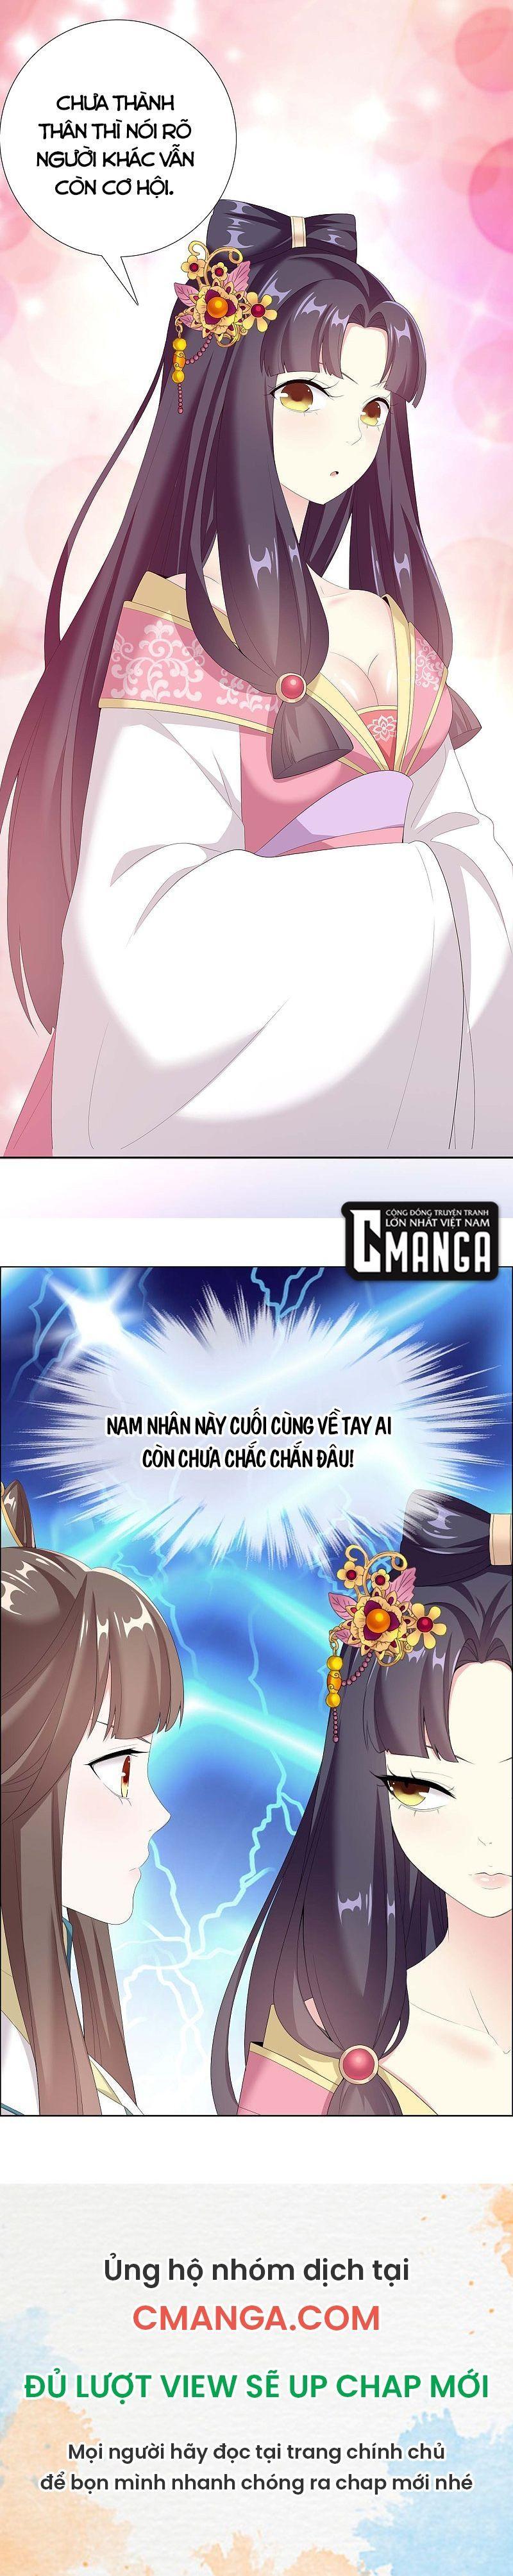 CHƯA THÀNH
THÂN THÌ NÓI RÕ
NGƯỜI KHÁC VẪN
CÒN CƠ HỘI.
CỘNG ĐỒNG TRUYỆN TRANH
LỚN NHẤT VIỆT NAM
CMANGA
NAM NHÂN NÀY CUỐI CÙNG VỀ TAY AI
CÒN CHƯA CHẮC CHẮN ĐÂU!
Ủng hộ nhóm dịch tại
CMANGA.COM
ĐỦ LƯỢT VIEW SẼ UP CHAP MỚI
Mọi người hãy đọc tại trang chính chủ
để bọn mình nhanh chóng ra chap mới nhé